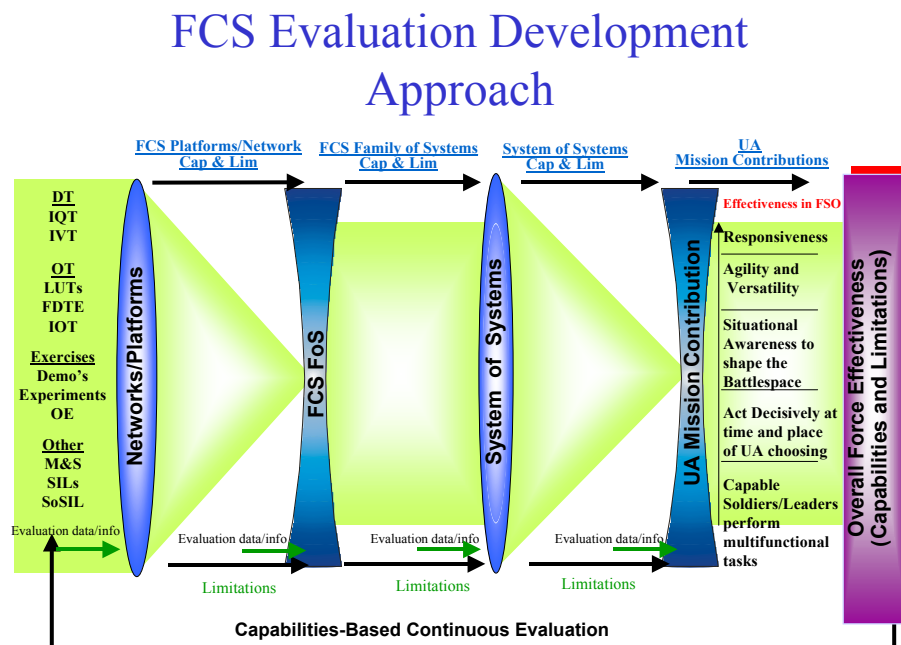 FCS Evaluation Development
Approach
FCS Platforms/Network
Cap & Lim
FCS Family of Systems
Cap & Lim
System of Systems
Cap & Lim
UA
Mission Contributions
DT
IQT
IVT
OT
LUTs
FDTE
IOT
Exercises
Demo's
Experiments
OE
Other
M&S
SILs
SoSIL
Evaluation data/info
Networks/Platforms
Evaluation data/info
Limitations
FCS FoS
Evaluation data/info
System of Systems
Evaluation data/info
Limitations
UA Mission Contribution
Effectiveness in FSO
Responsiveness
Agility and
Versatility
Situational
Awareness to
shape the
Battlespace
Act Decisively at
time and place
of UA choosing
Capable
Soldiers/Leaders
perform
multifunctional
tasks
Overall Force Effectiveness
(Capabilities and Limitations)
Capabilities-Based Continuous Evaluation